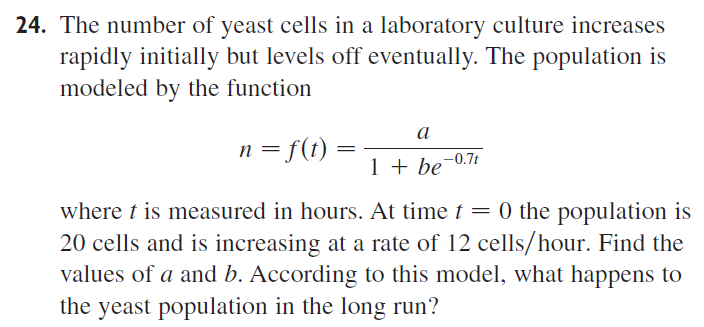 24. The number of yeast cells in a laboratory culture increases
rapidly initially but levels off eventually. The population is
modeled by the function
n = f(t) = a / (1 + be^{-0.7t})
where t is measured in hours. At time t = 0 the population is
20 cells and is increasing at a rate of 12 cells/hour. Find the
values of a and b. According to this model, what happens to
the yeast population in the long run?